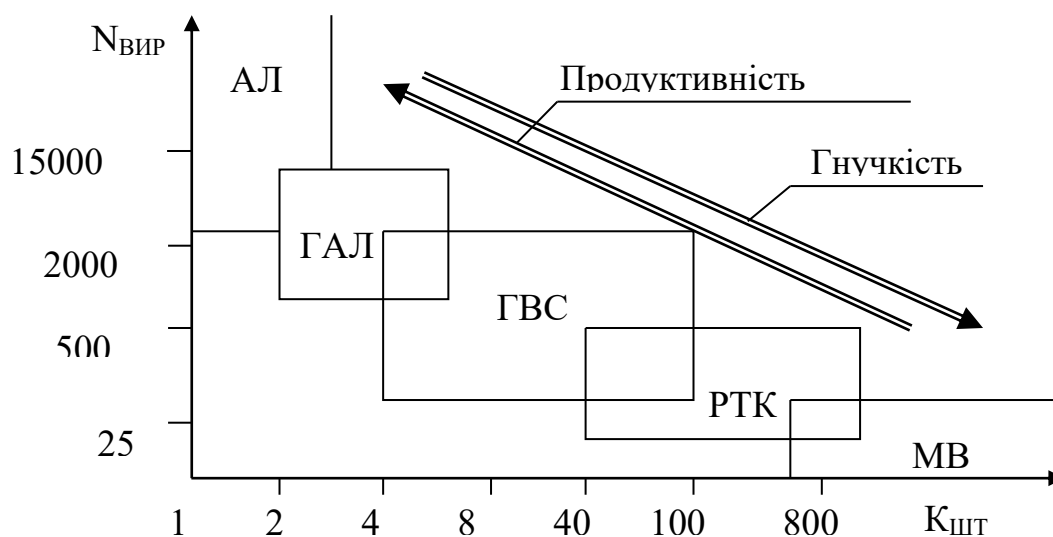 N_ВИР
АЛ
Продуктивність
15000
Гнучкість
ГАЛ
2000
ГВС
500
РТК
25
МВ
1 2 4 8 40 100 800 К_ШТ